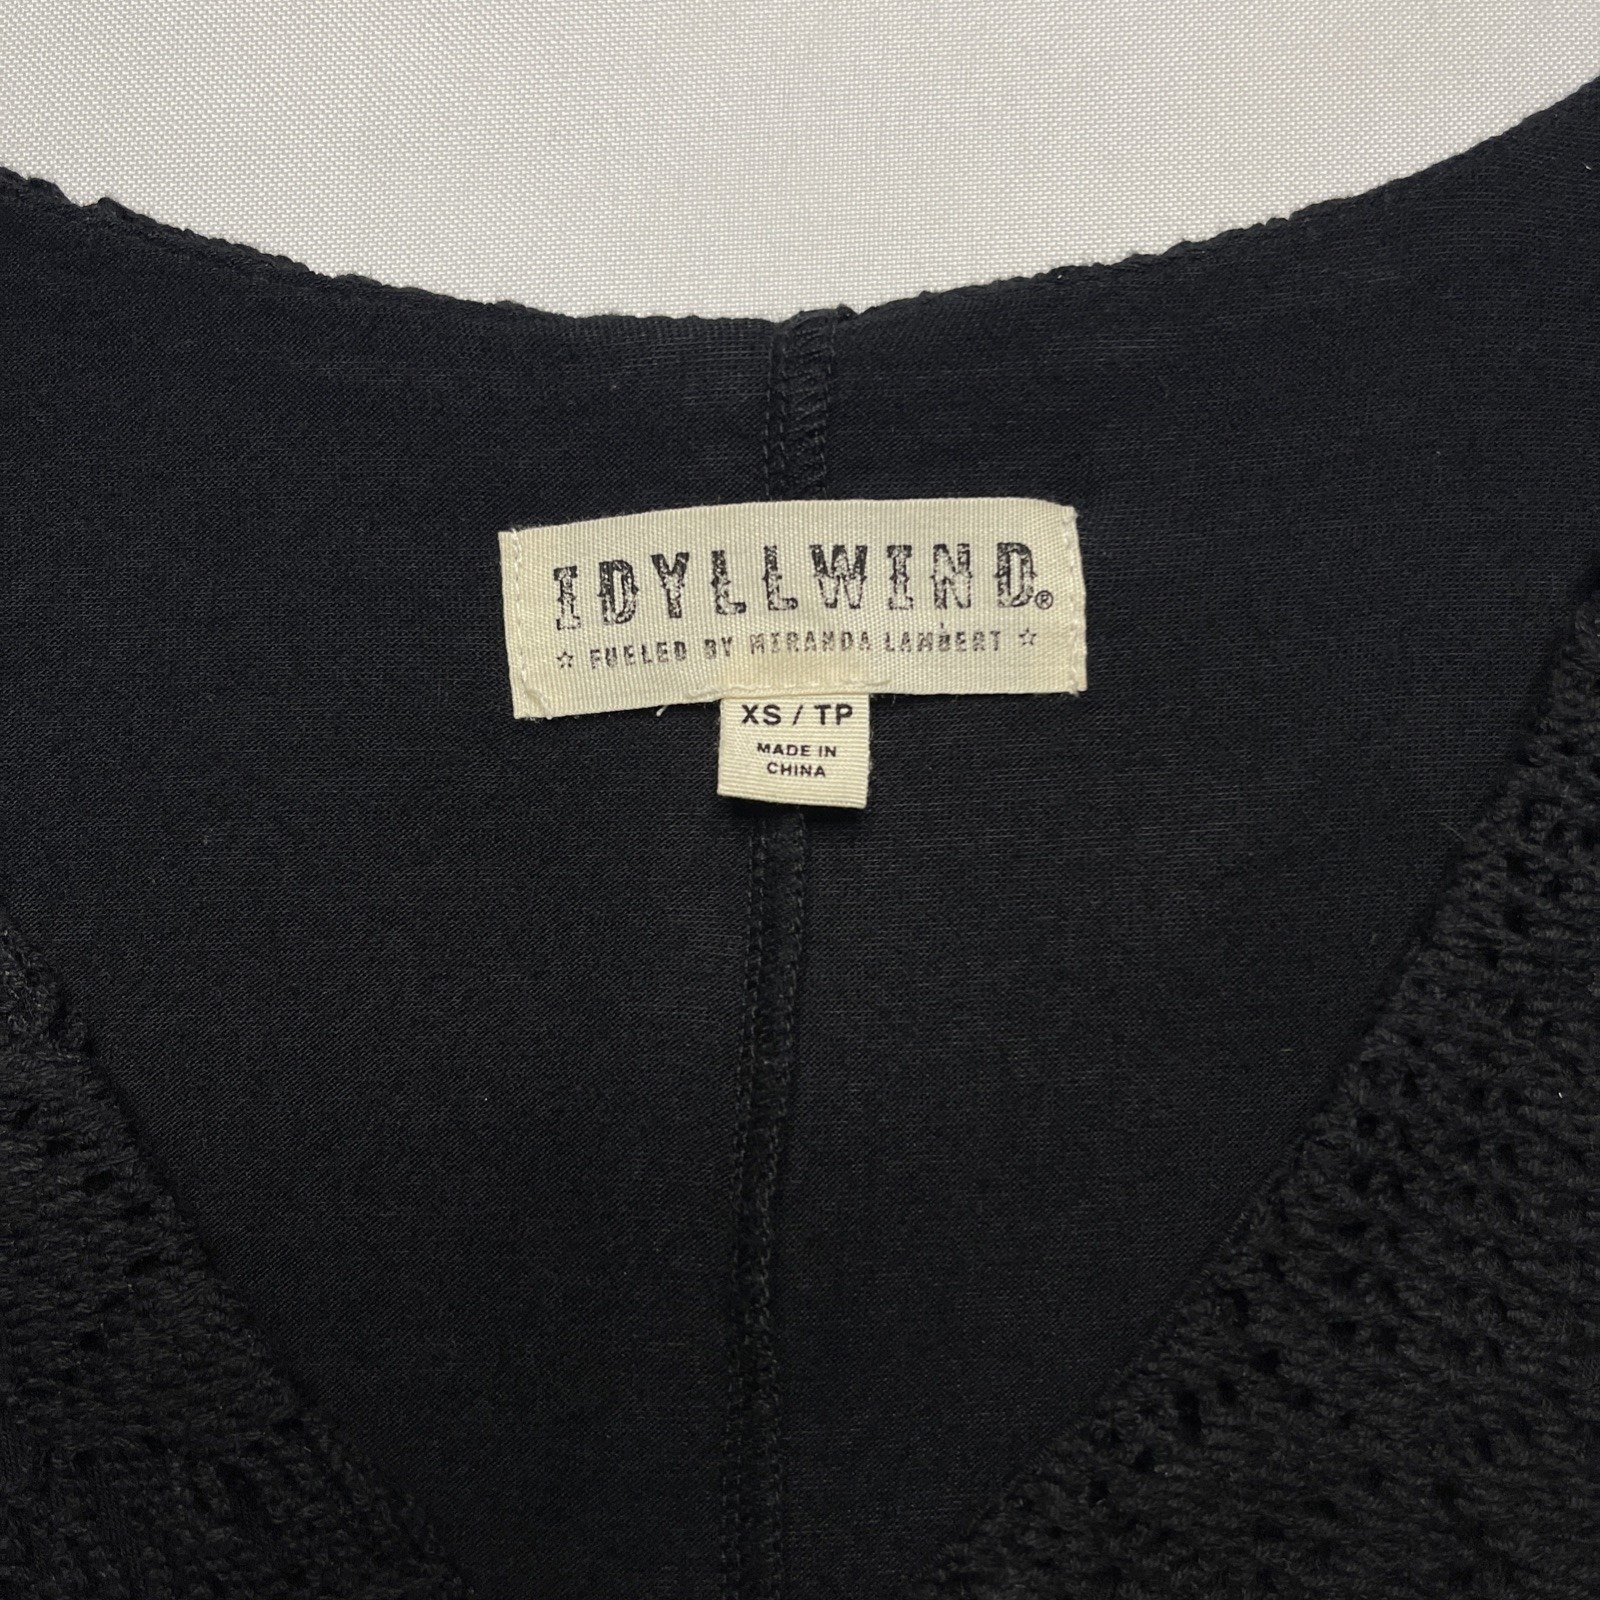 IDYLLWIND®
☆ FUELED BY MIRANDA LAMBERT ☆
XS / TP
MADE IN
CHINA